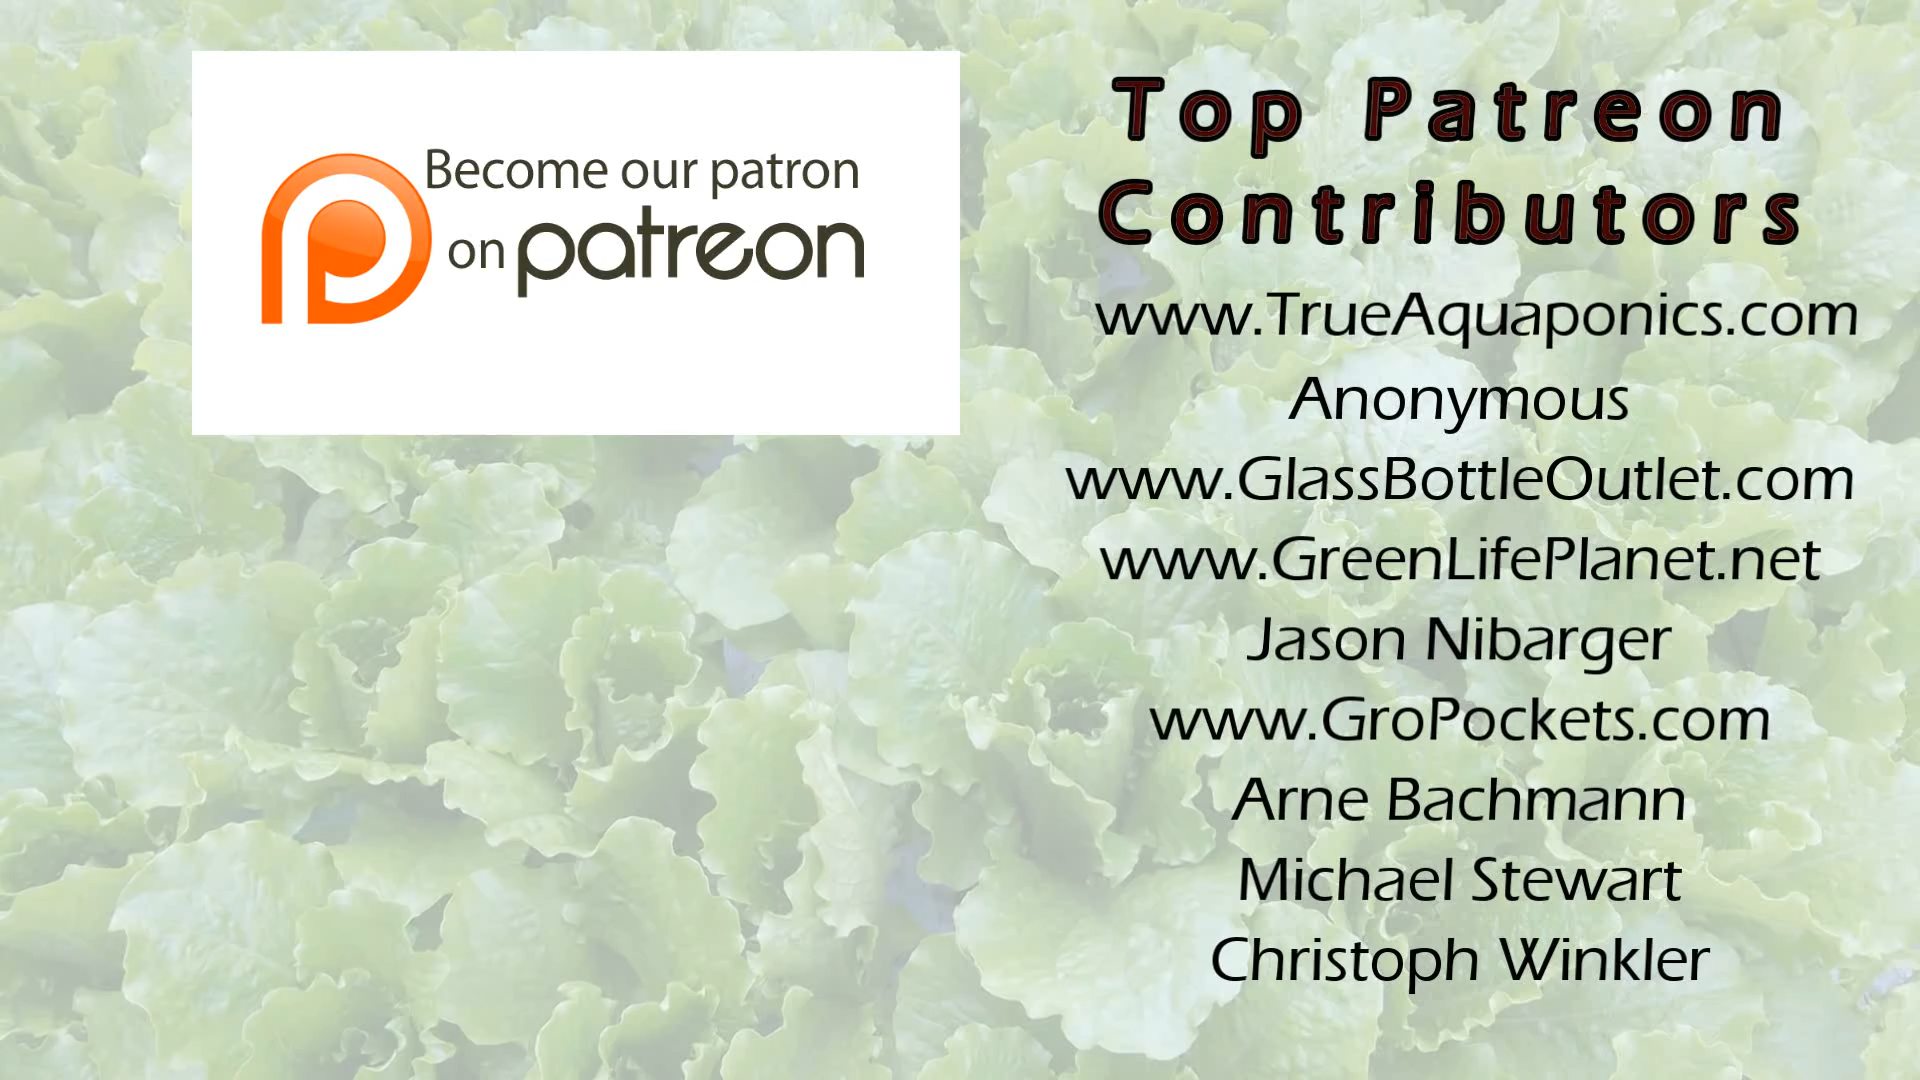 Become our patron
on patreon
Top Patreon
Contributors
www.TrueAquaponics.com
Anonymous
www.GlassBottleOutlet.com
www.GreenLifePlanet.net
Jason Nibarger
www.GroPockets.com
Arne Bachmann
Michael Stewart
Christoph Winkler